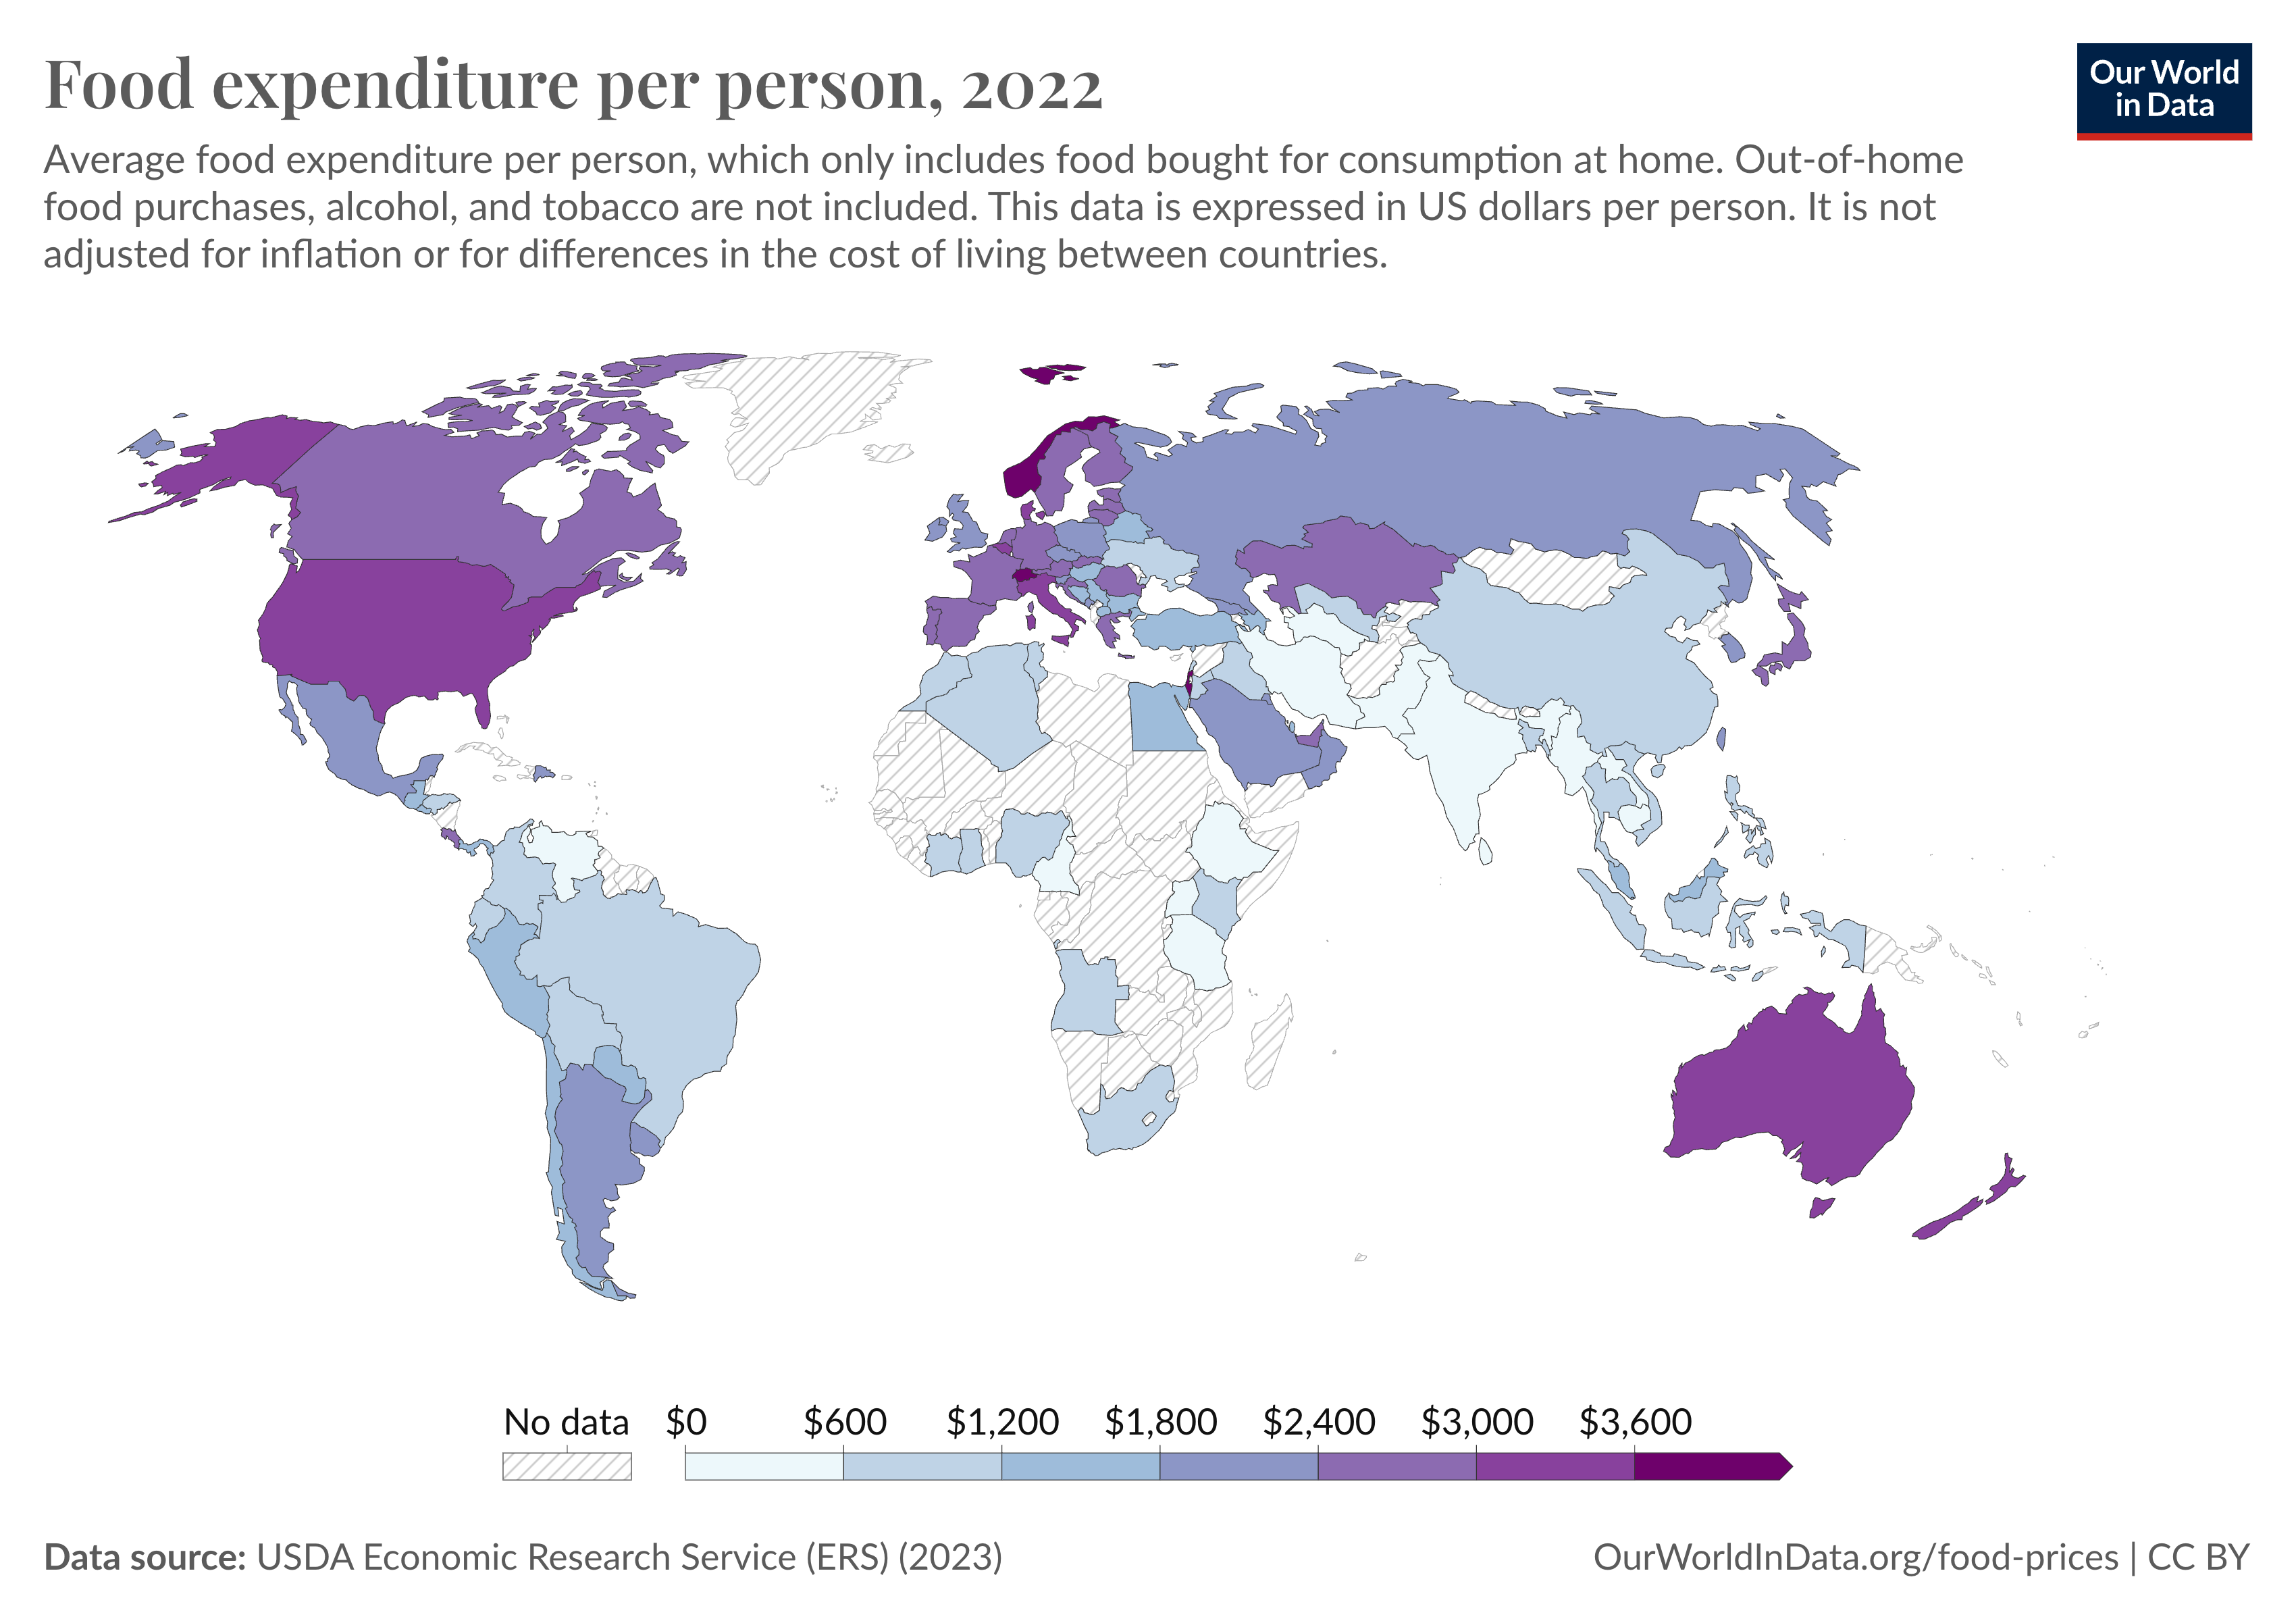 Food expenditure per person, 2022
Our World
in Data
Average food expenditure per person, which only includes food bought for consumption at home. Out-of-home
food purchases, alcohol, and tobacco are not included. This data is expressed in US dollars per person. It is not
adjusted for inflation or for differences in the cost of living between countries.
No data $0 $600 $1,200 $1,800 $2,400 $3,000 $3,600
Data source: USDA Economic Research Service (ERS) (2023)
OurWorldInData.org/food-prices | CC BY